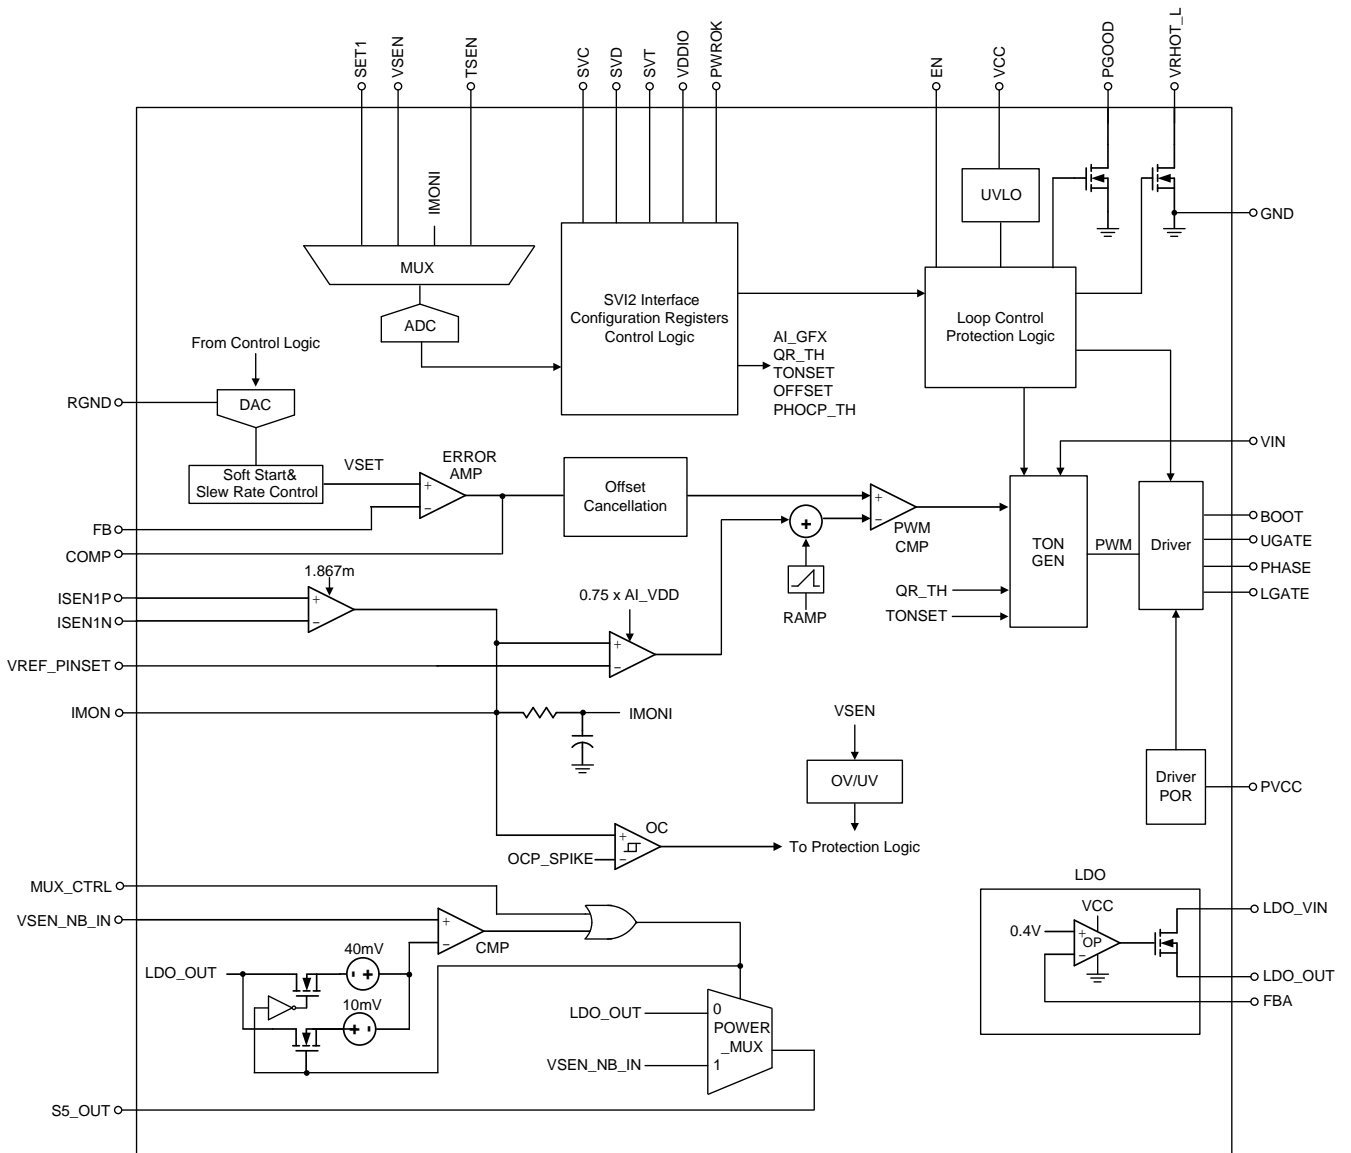 SET1
VSEN
TSEN
SVC
SVD
SVT
VDDIO
PWROK
EN
VCC
PGOOD
VRHOT_L
IMONI
UVLO
GND
MUX
SVI2 Interface
Configuration Registers
Control Logic
Loop Control
Protection Logic
ADC
From Control Logic
AI_GFX
QR_TH
TONSET
OFFSET
PHOCP_TH
RGND
DAC
VIN
Soft Start&
Slew Rate Control
VSET
ERROR
AMP
+
−
Offset
Cancellation
+
+
−
PWM
CMP
TON
GEN
PWM
Driver
BOOT
UGATE
PHASE
LGATE
FB
COMP
1.867m
ISEN1P
ISEN1N
+
−
0.75 x AI_VDD
+
−
RAMP
QR_TH
TONSET
VREF_PINSET
IMON
IMONI
VSEN
OV/UV
Driver
POR
PVCC
OC
+
−
OCP_SPIKE
To Protection Logic
MUX_CTRL
VSEN_NB_IN
+
−
CMP
LDO
VCC
0.4V
+
−
OP
LDO_VIN
LDO_OUT
FBA
LDO_OUT
40mV
- +
10mV
+ -
LDO_OUT
0
POWER
_MUX
VSEN_NB_IN
1
S5_OUT